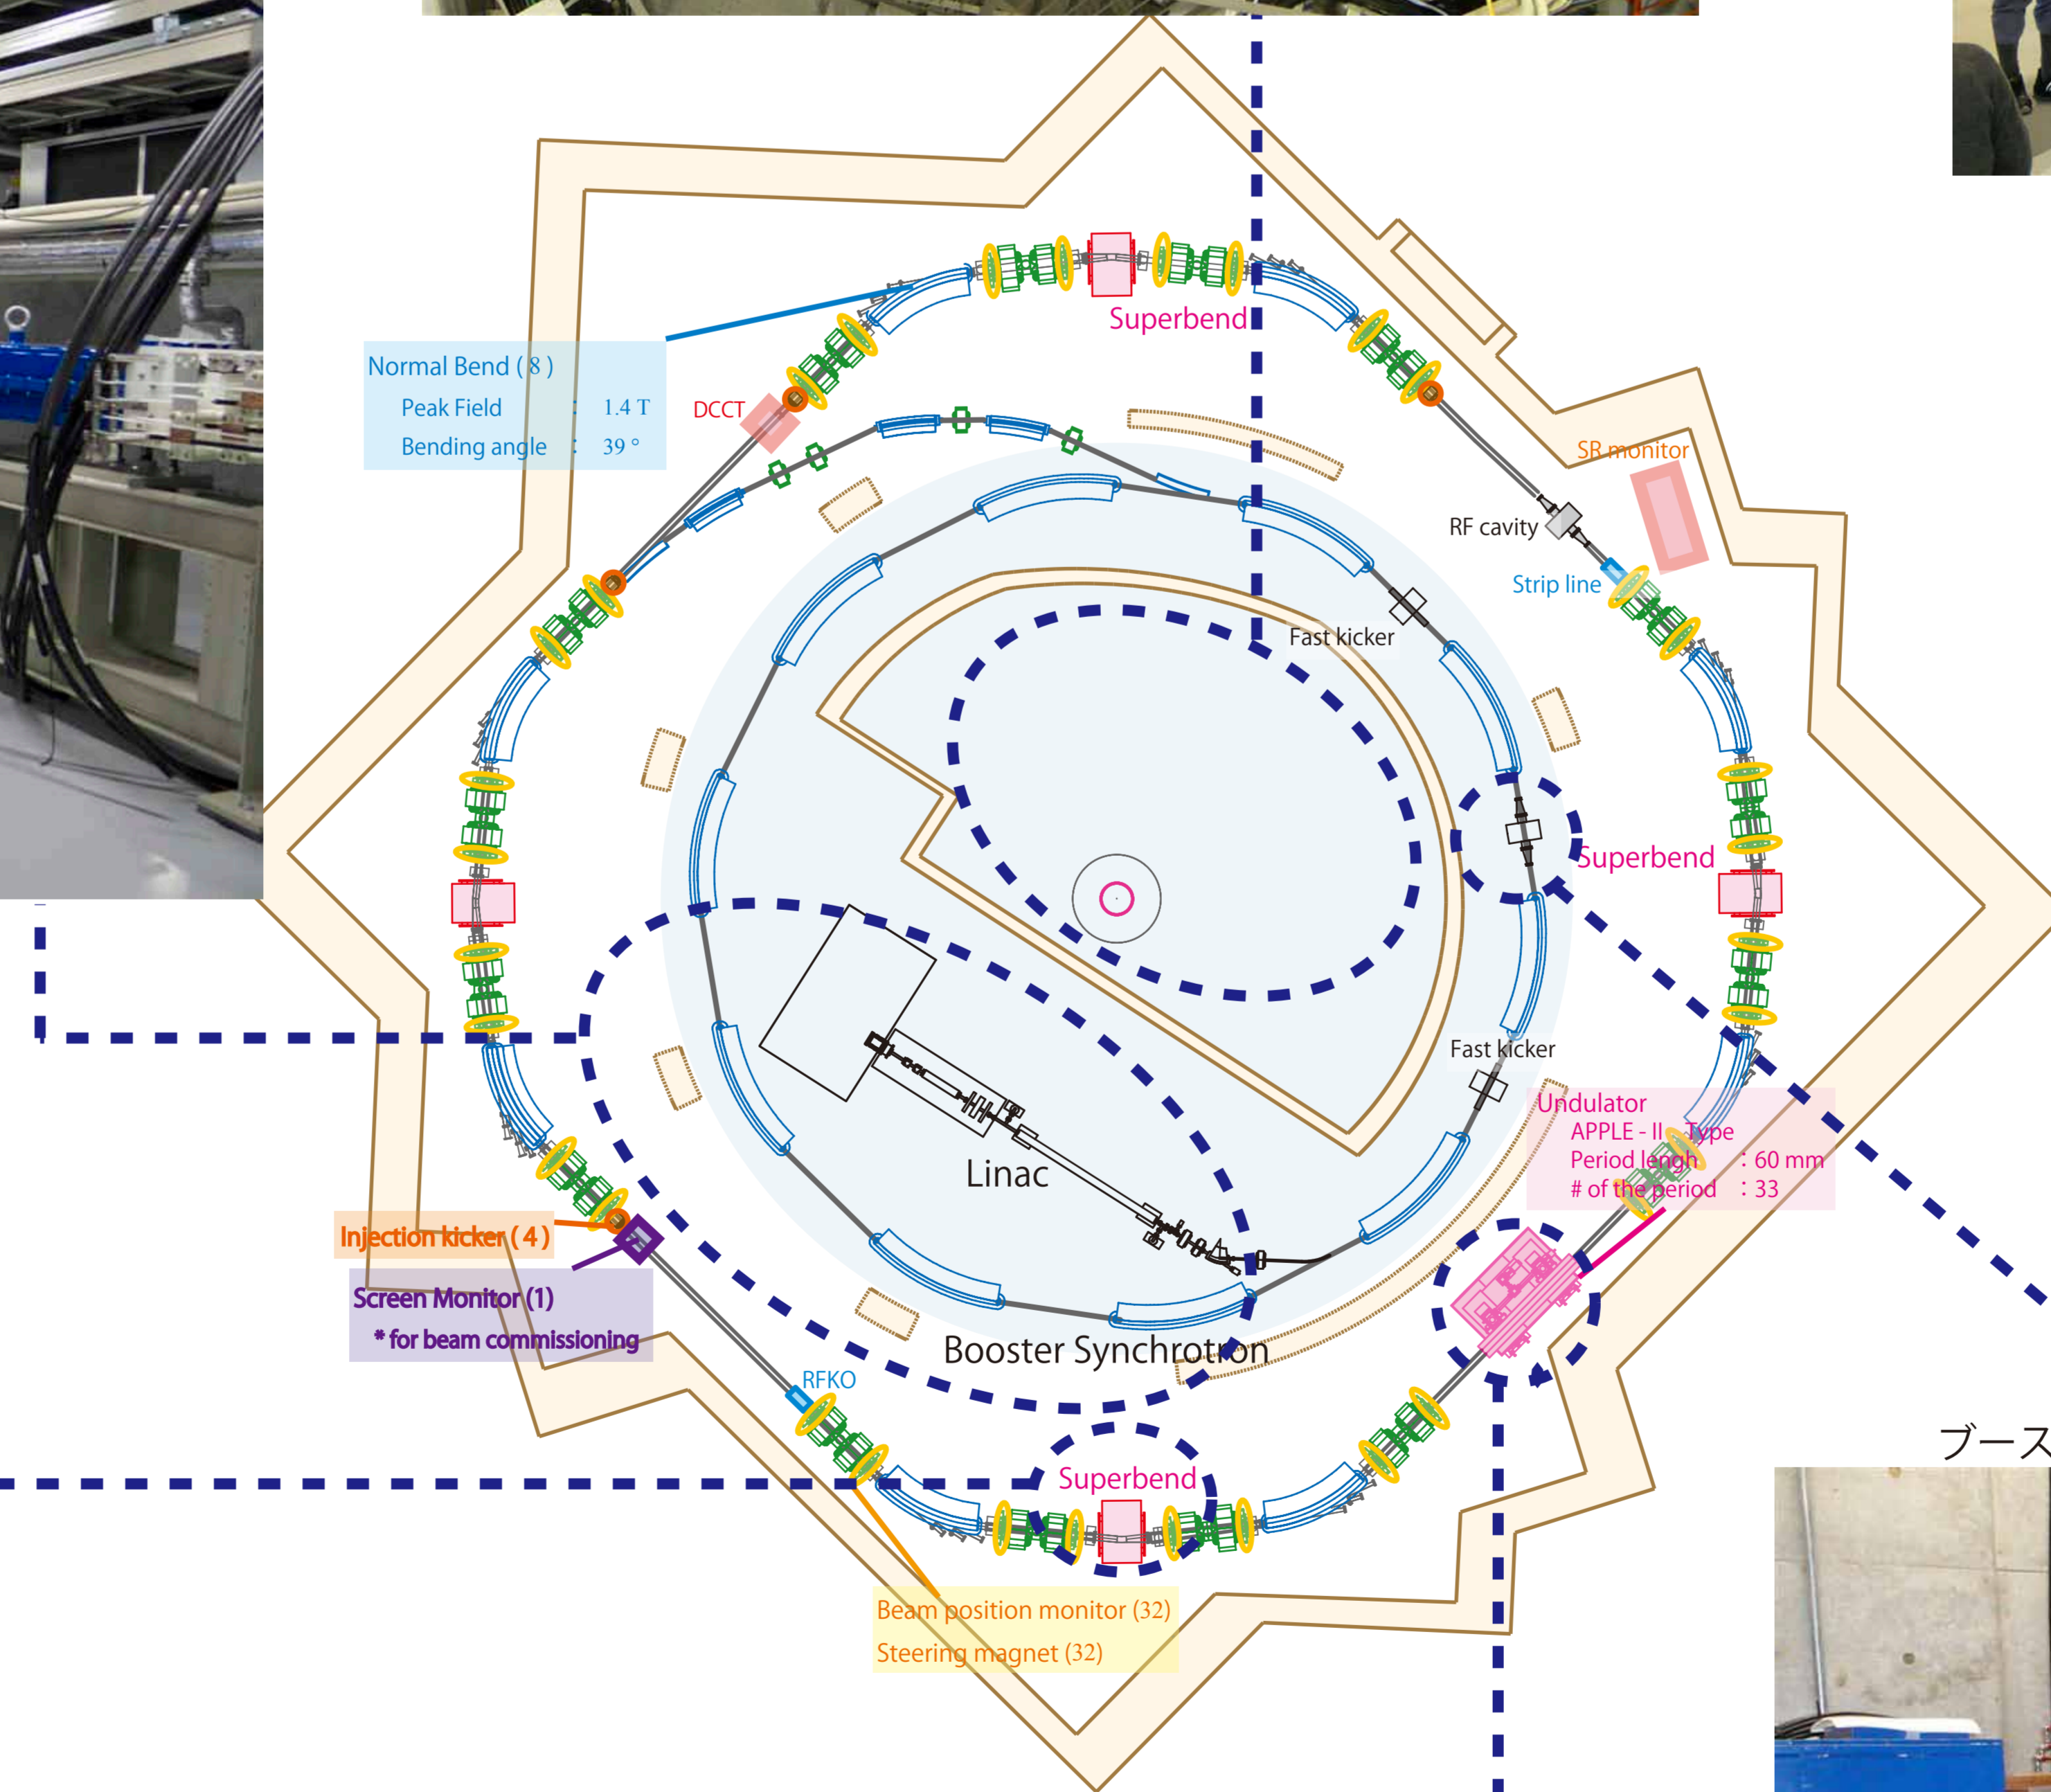 Superbend
Normal Bend ( 8 )
Peak Field : 1.4 T
Bending angle : 39 °
DCCT
SR monitor
RF cavity
Strip line
Fast kicker
Superbend
Fast kicker
Undulator
APPLE - II Type
Period lengh : 60 mm
# of the period : 33
Linac
Injection kicker ( 4 )
Screen Monitor (1)
* for beam commissioning
Booster Synchrotron
RFKO
Superbend
ブース
Beam position monitor (32)
Steering magnet (32)